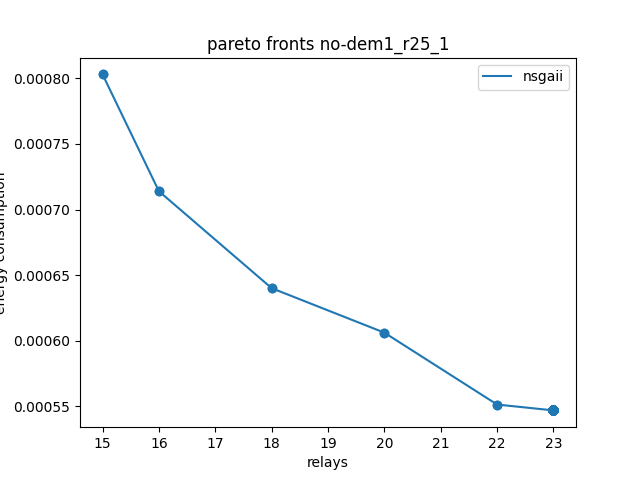 pareto fronts no-dem1_r25_1
nsgaii
0.00080
0.00075
0.00070
0.00065
0.00060
0.00055
energy consumption
15 16 17 18 19 20 21 22 23
relays